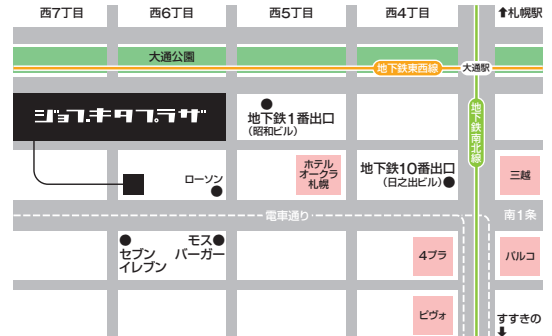 西7丁目
西6丁目
西5丁目
西4丁目
⬆札幌駅
大通公園
地下鉄東西線
大通駅
ジョブキタプラザ
地下鉄1番出口
(昭和ビル)
地下鉄南北線
ローソン
ホテル
オークラ
札幌
地下鉄10番出口
(日之出ビル)
三越
電車通り
南1条
セブン
イレブン
モス
バーガー
4プラ
パルコ
ピヴォ
すすきの
⬇